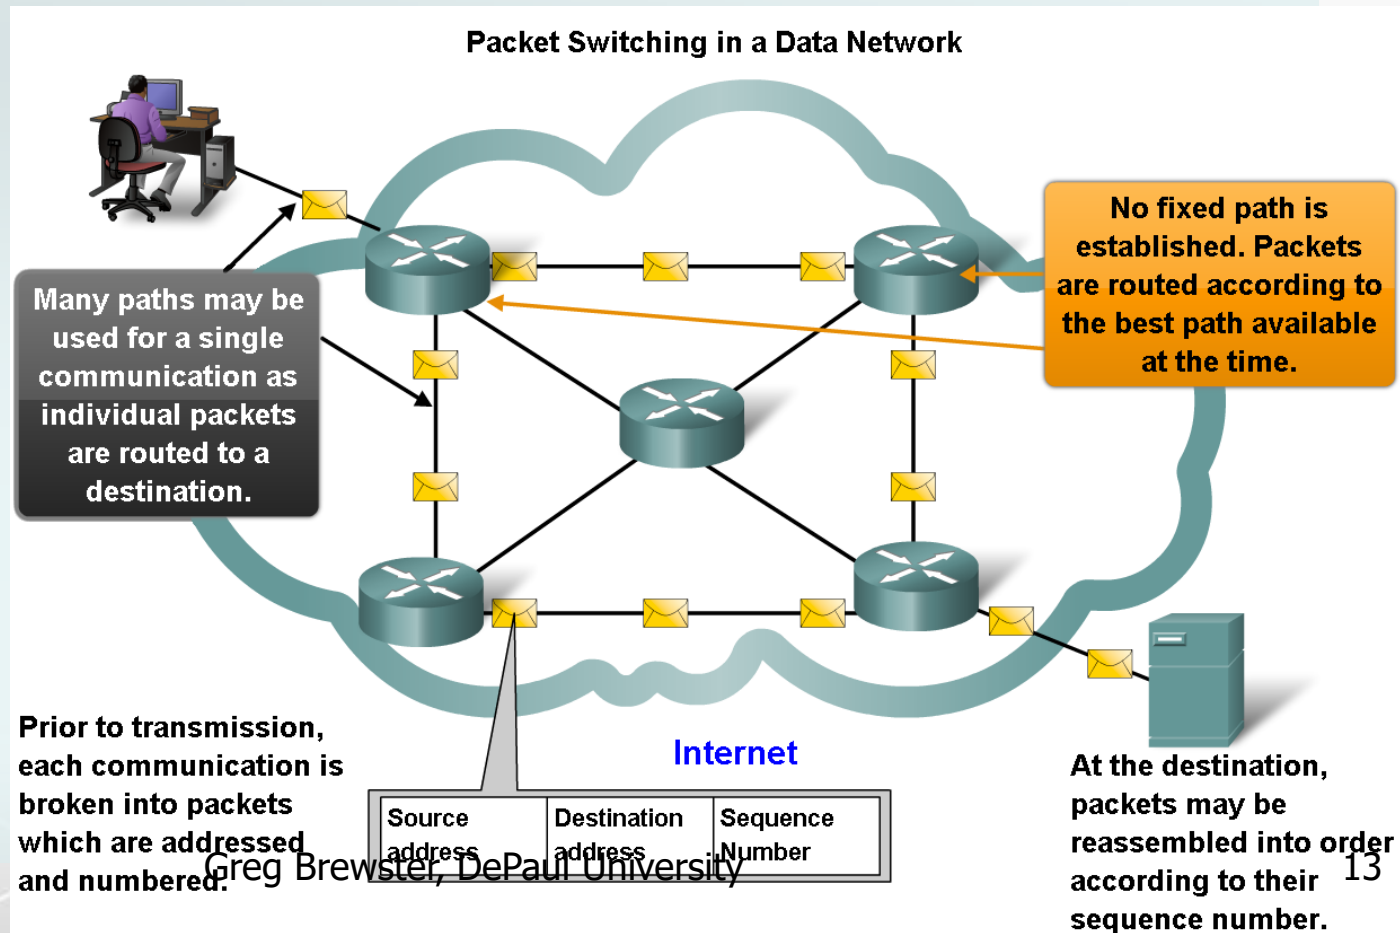 Packet Switching in a Data Network
No fixed path is
established. Packets
are routed according to
the best path available
at the time.
Many paths may be
used for a single
communication as
individual packets
are routed to a
destination.
Prior to transmission,
each communication is
broken into packets
which are addressed
and numbered.
Internet
Source
address
Destination
address
Sequence
Number
At the destination,
packets may be
reassembled into order
according to their
sequence number.
Greg Brewster, DePaul University
13